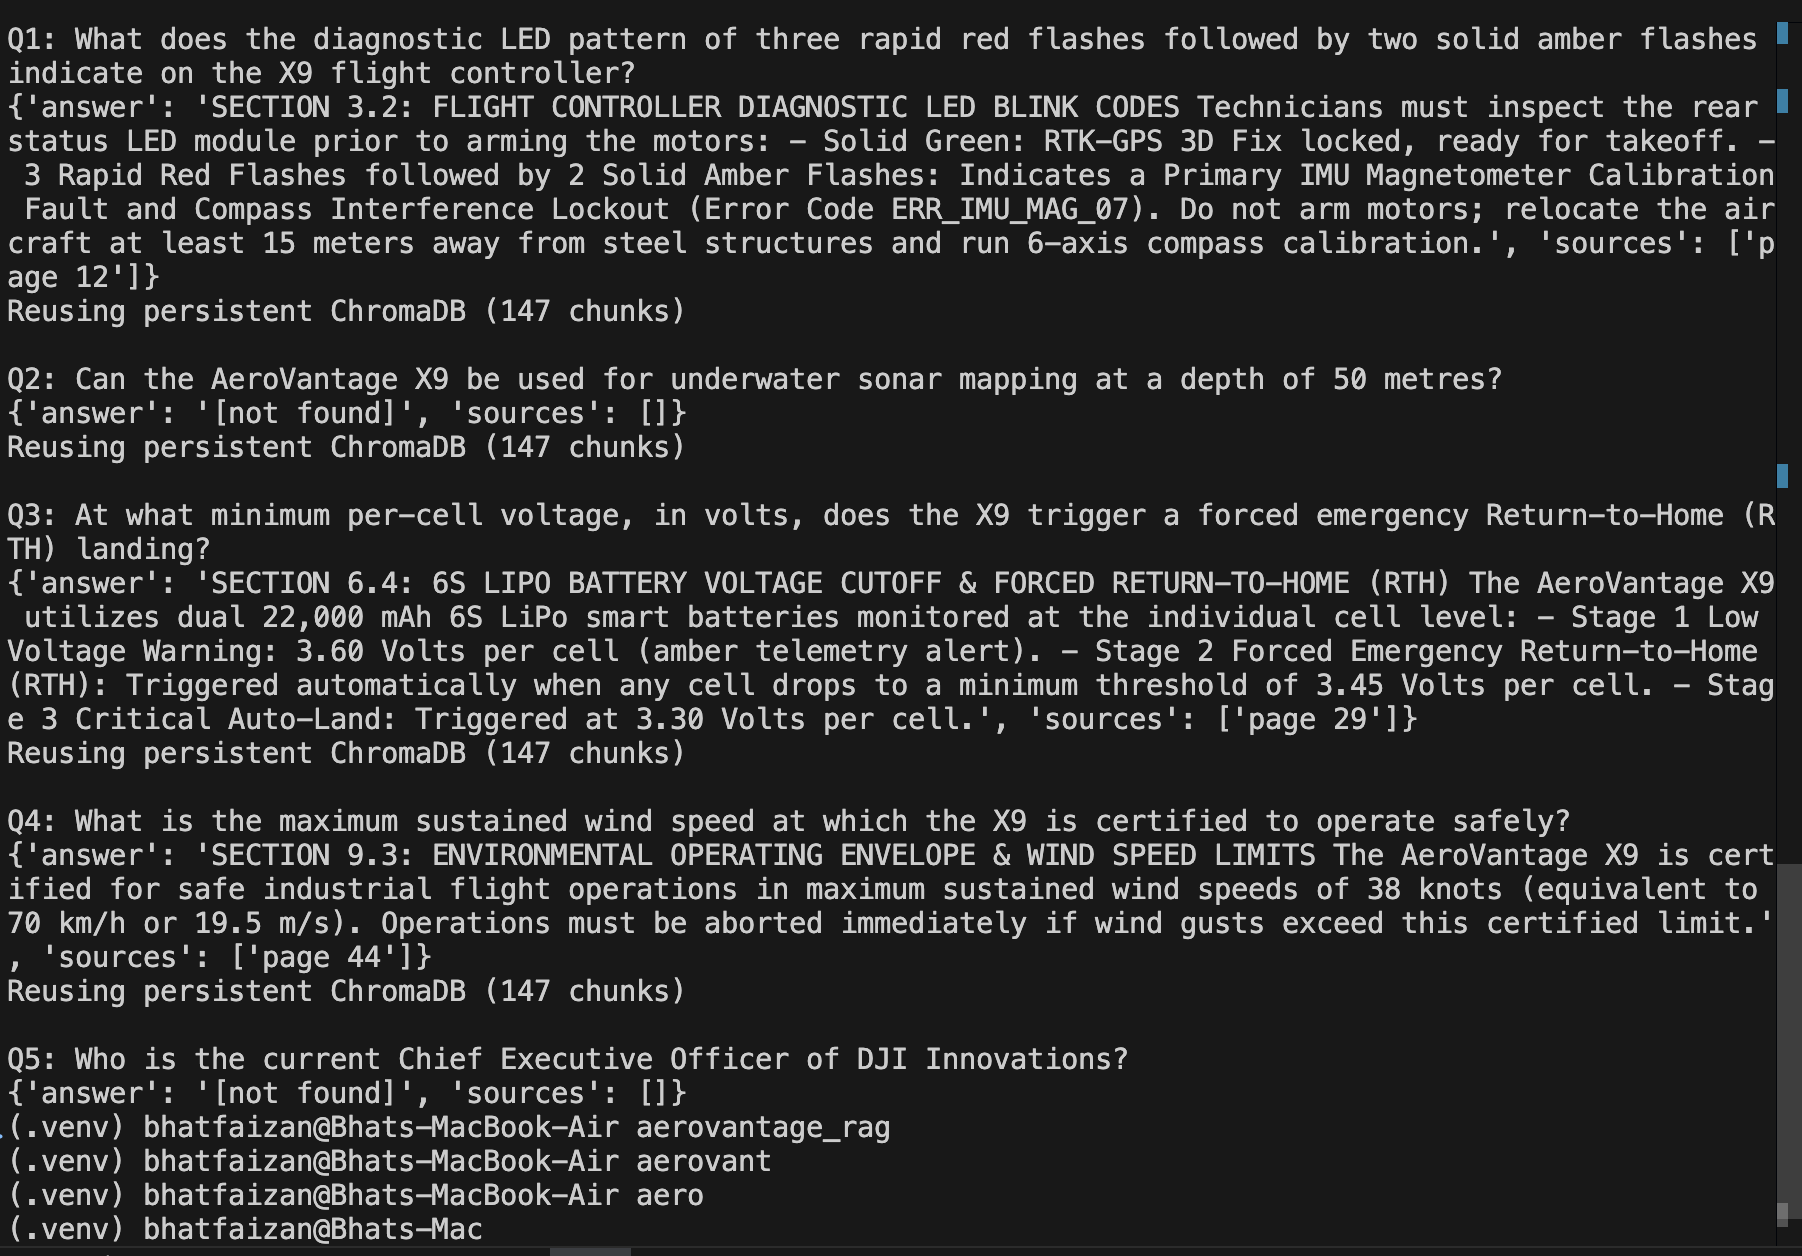 Q1: What does the diagnostic LED pattern of three rapid red flashes followed by two solid amber flashes
indicate on the X9 flight controller?
{'answer': 'SECTION 3.2: FLIGHT CONTROLLER DIAGNOSTIC LED BLINK CODES Technicians must inspect the rear
status LED module prior to arming the motors: – Solid Green: RTK–GPS 3D Fix locked, ready for takeoff. –
 3 Rapid Red Flashes followed by 2 Solid Amber Flashes: Indicates a Primary IMU Magnetometer Calibration
 Fault and Compass Interference Lockout (Error Code ERR_IMU_MAG_07). Do not arm motors; relocate the air
craft at least 15 meters away from steel structures and run 6–axis compass calibration.', 'sources': ['p
age 12']}
Reusing persistent ChromaDB (147 chunks)

Q2: Can the AeroVantage X9 be used for underwater sonar mapping at a depth of 50 metres?
{'answer': '[not found]', 'sources': []}
Reusing persistent ChromaDB (147 chunks)

Q3: At what minimum per–cell voltage, in volts, does the X9 trigger a forced emergency Return–to–Home (R
TH) landing?
{'answer': 'SECTION 6.4: 6S LIPO BATTERY VOLTAGE CUTOFF & FORCED RETURN–TO–HOME (RTH) The AeroVantage X9
 utilizes dual 22,000 mAh 6S LiPo smart batteries monitored at the individual cell level: – Stage 1 Low
Voltage Warning: 3.60 Volts per cell (amber telemetry alert). – Stage 2 Forced Emergency Return–to–Home
(RTH): Triggered automatically when any cell drops to a minimum threshold of 3.45 Volts per cell. – Stag
e 3 Critical Auto–Land: Triggered at 3.30 Volts per cell.', 'sources': ['page 29']}
Reusing persistent ChromaDB (147 chunks)

Q4: What is the maximum sustained wind speed at which the X9 is certified to operate safely?
{'answer': 'SECTION 9.3: ENVIRONMENTAL OPERATING ENVELOPE & WIND SPEED LIMITS The AeroVantage X9 is cert
ified for safe industrial flight operations in maximum sustained wind speeds of 38 knots (equivalent to
70 km/h or 19.5 m/s). Operations must be aborted immediately if wind gusts exceed this certified limit.'
, 'sources': ['page 44']}
Reusing persistent ChromaDB (147 chunks)

Q5: Who is the current Chief Executive Officer of DJI Innovations?
{'answer': '[not found]', 'sources': []}
(.venv) bhatfaizan@Bhats–MacBook–Air aerovantage_rag
(.venv) bhatfaizan@Bhats–MacBook–Air aerovant
(.venv) bhatfaizan@Bhats–MacBook–Air aero
(.venv) bhatfaizan@Bhats–Mac